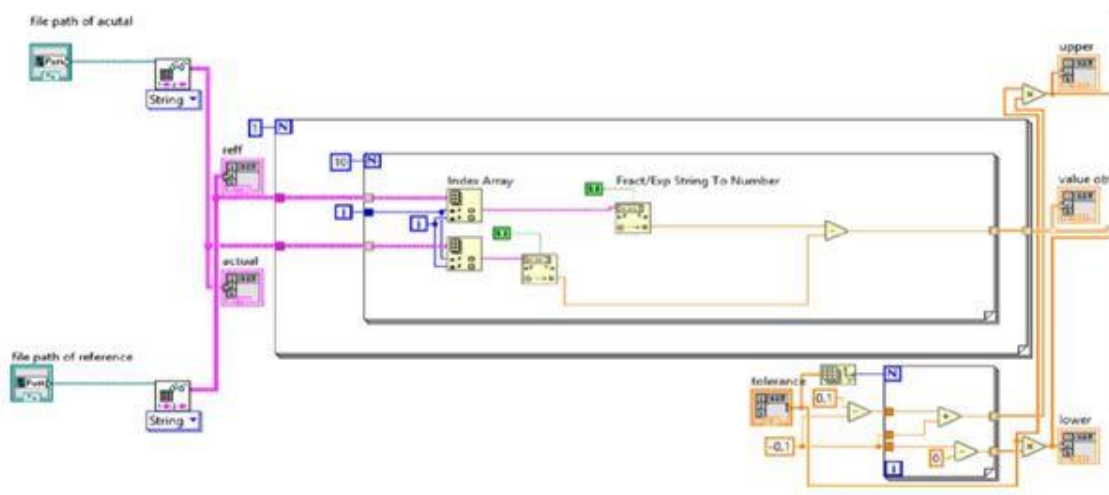 file path of acutal
String
reff
actual
file path of reference
String
1
N
10
N
i
i
Index Array
Fract/Exp String To Number
upper
value ob
tolerance
0.1
-0.1
N
0
i
lower